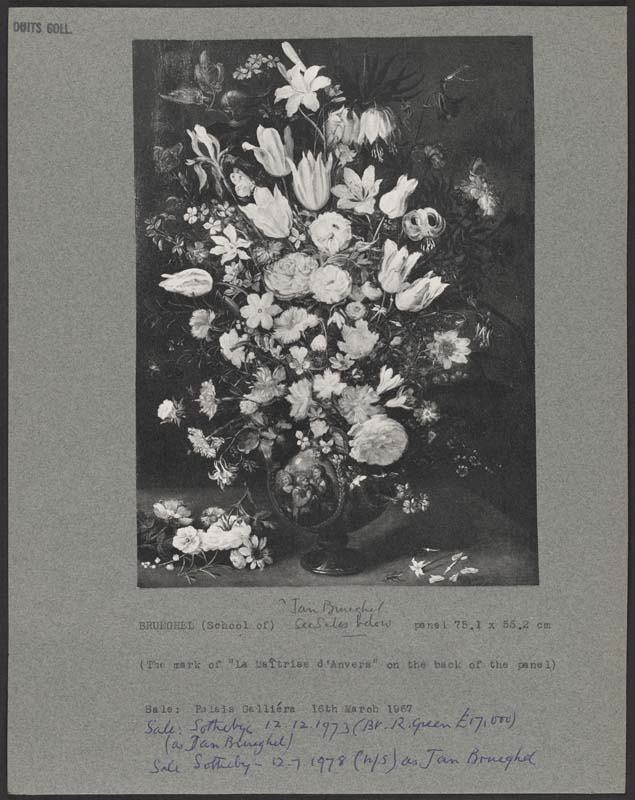 DUITS COLL.
? Jan Brueghel
BRUEGHEL (School of) See Sales below panel 75.1 x 55.2 cm
(The mark of "La Maîtrise d'Anvers" on the back of the panel)
Sale: Palais Galliéra 16th March 1967
Sale: Sothebys 12.12.1973 (Bt. R. Green £17,000)
(as Jan Brueghel)
Sale Sotheby - 12.7 1978 (N/S) as Jan Brueghel